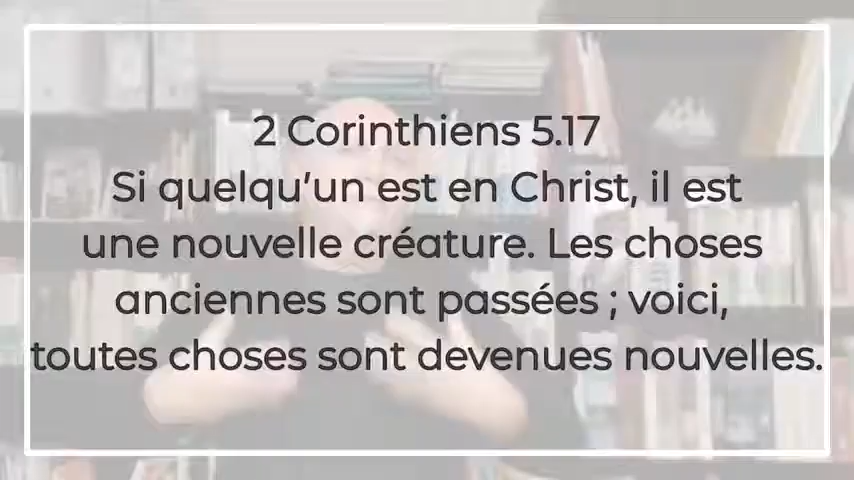 2 Corinthiens 5.17
Si quelqu’un est en Christ, il est
une nouvelle créature. Les choses
anciennes sont passées ; voici,
toutes choses sont devenues nouvelles.